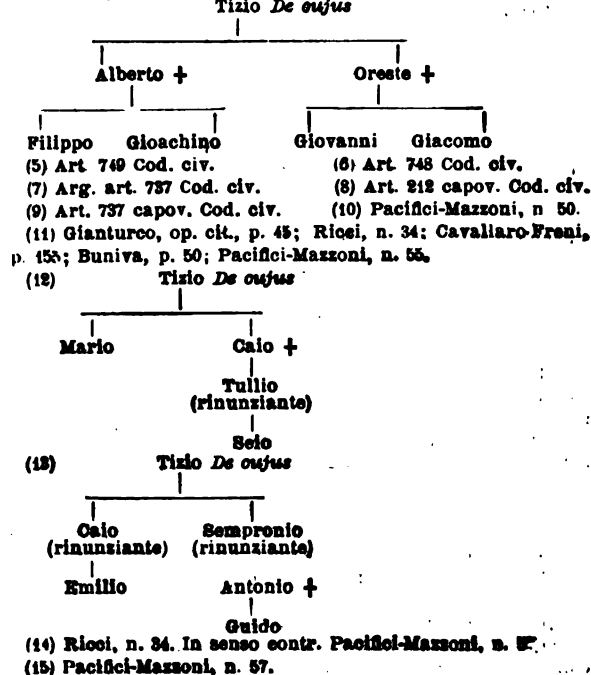 Tizio De cujus
Alberto + Oreste +
Filippo Gioachino Giovanni Giacomo
(5) Art 749 Cod. civ. (6) Art. 748 Cod. civ.
(7) Arg. art. 737 Cod. civ. (8) Art. 212 capov. Cod. civ.
(9) Art. 737 capov. Cod. civ. (10) Pacifici-Mazzoni, n 50.
(11) Gianturco, op. cit., p. 45; Ricci, n. 34; Cavallaro-Freni,
p. 155; Buniva, p. 50; Pacifici-Mazzoni, n. 55.
(12) Tizio De cujus
Mario Caio +
Tullio
(rinunziante)
Seio
(13) Tizio De cujus
Caio Sempronio
(rinunziante) (rinunziante)
Emilio Antonio +
Guido
(14) Ricci, n. 34. In senso contr. Pacifici-Mazzoni, n.
(15) Pacifici-Mazzoni, n. 57.